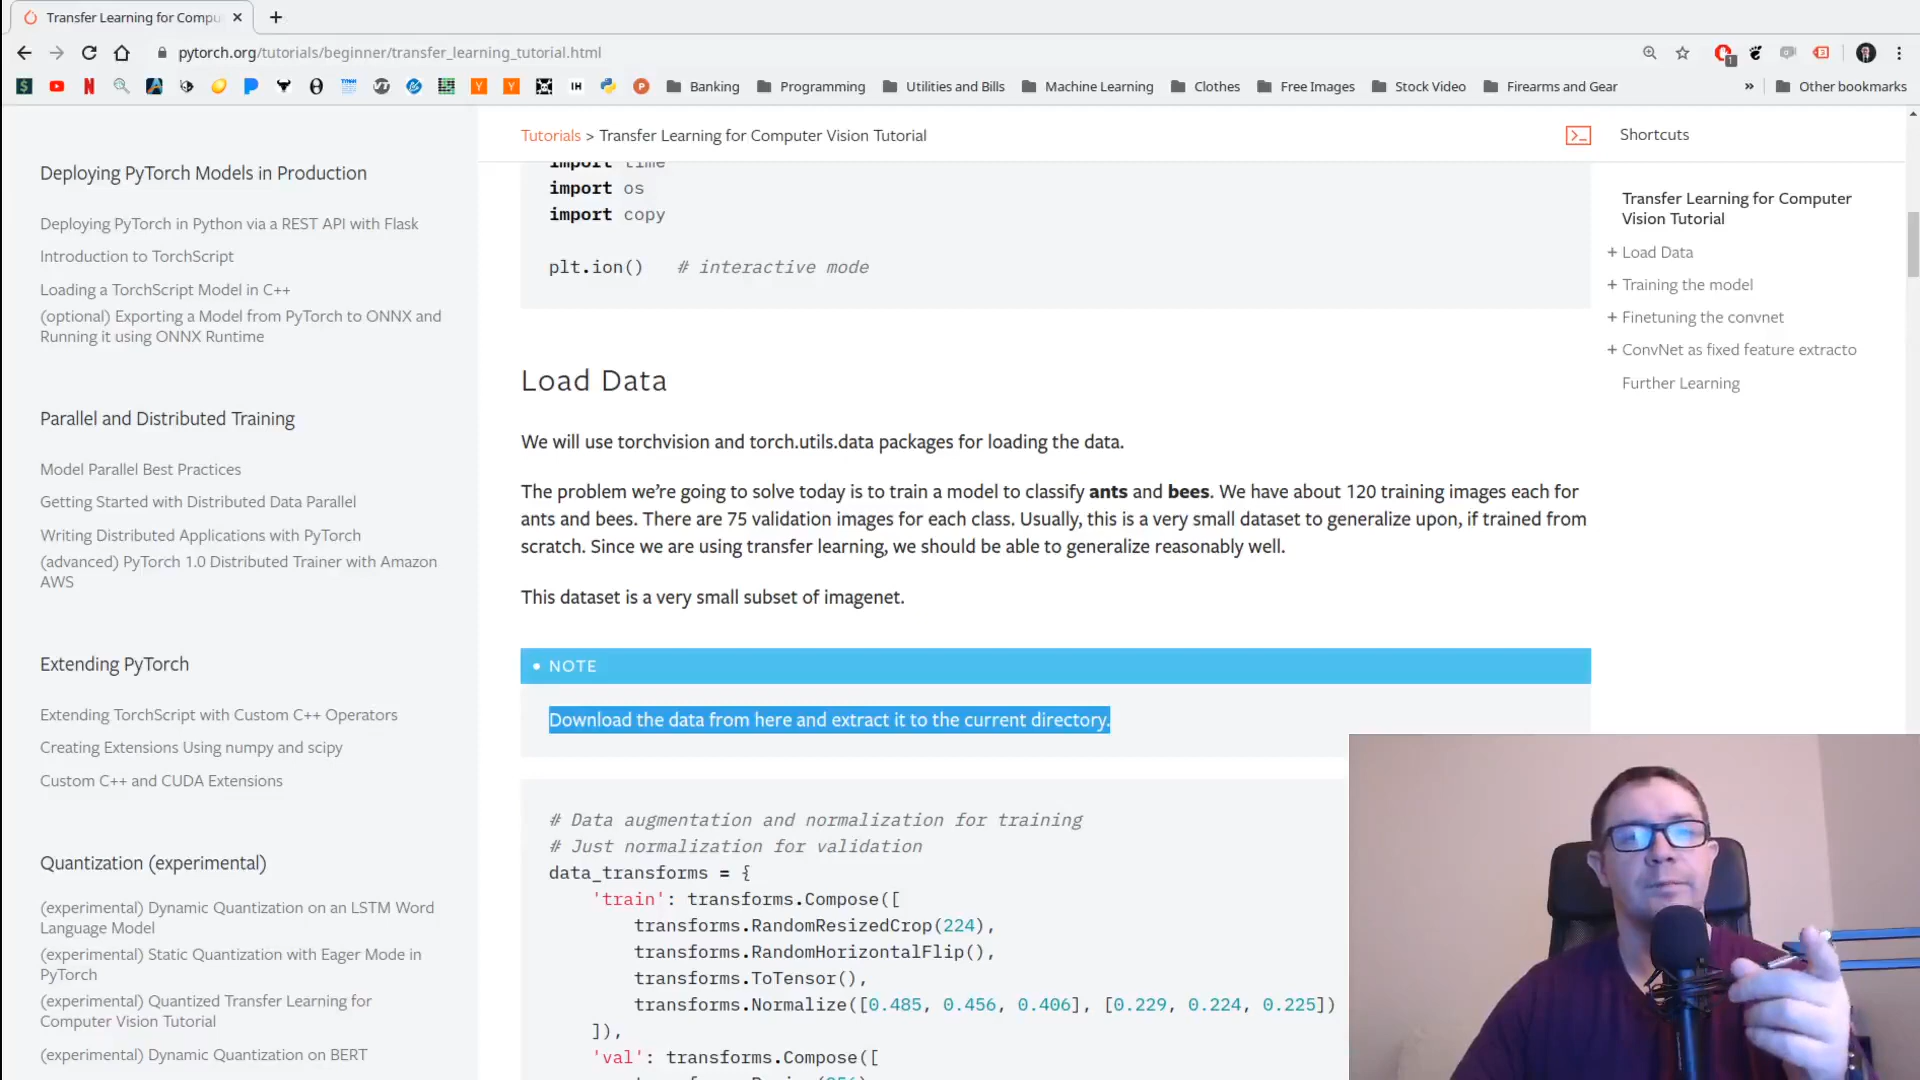 Transfer Learning for Compu
pytorch.org/tutorials/beginner/transfer_learning_tutorial.html
Banking
Programming
Utilities and Bills
Machine Learning
Clothes
Free Images
Stock Video
Firearms and Gear
»
Other bookmarks
Deploying PyTorch Models in Production
Deploying PyTorch in Python via a REST API with Flask
Introduction to TorchScript
Loading a TorchScript Model in C++
(optional) Exporting a Model from PyTorch to ONNX and
Running it using ONNX Runtime
Parallel and Distributed Training
Model Parallel Best Practices
Getting Started with Distributed Data Parallel
Writing Distributed Applications with PyTorch
(advanced) PyTorch 1.0 Distributed Trainer with Amazon
AWS
Extending PyTorch
Extending TorchScript with Custom C++ Operators
Creating Extensions Using numpy and scipy
Custom C++ and CUDA Extensions
Quantization (experimental)
(experimental) Dynamic Quantization on an LSTM Word
Language Model
(experimental) Static Quantization with Eager Mode in
PyTorch
(experimental) Quantized Transfer Learning for
Computer Vision Tutorial
(experimental) Dynamic Quantization on BERT
Tutorials > Transfer Learning for Computer Vision Tutorial
import time
import os
import copy
plt.ion()   # interactive mode
Load Data
We will use torchvision and torch.utils.data packages for loading the data.
The problem we're going to solve today is to train a model to classify ants and bees. We have about 120 training images each for
ants and bees. There are 75 validation images for each class. Usually, this is a very small dataset to generalize upon, if trained from
scratch. Since we are using transfer learning, we should be able to generalize reasonably well.
This dataset is a very small subset of imagenet.
• NOTE
Download the data from here and extract it to the current directory.
# Data augmentation and normalization for training
# Just normalization for validation
data_transforms = {
'train': transforms.Compose([
transforms.RandomResizedCrop(224),
transforms.RandomHorizontalFlip(),
transforms.ToTensor(),
transforms.Normalize([0.485, 0.456, 0.406], [0.229, 0.224, 0.225])
]),
'val': transforms.Compose([
Shortcuts
Transfer Learning for Computer
Vision Tutorial
+ Load Data
+ Training the model
+ Finetuning the convnet
+ ConvNet as fixed feature extracto
Further Learning